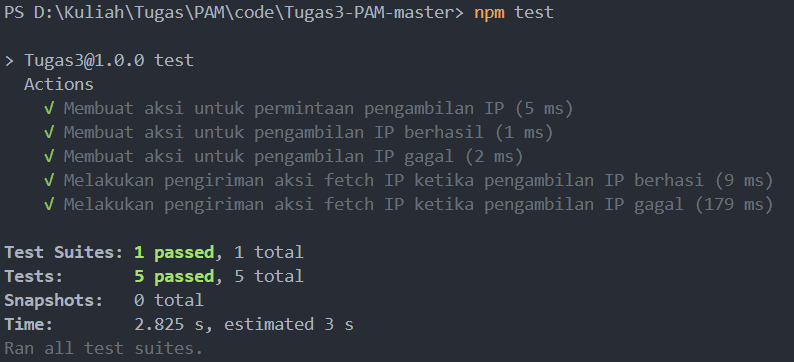 PS D:\Kuliah\Tugas\PAM\code\Tugas3-PAM-master> npm test
> Tugas3@1.0.0 test
Actions
√ Membuat aksi untuk permintaan pengambilan IP (5 ms)
√ Membuat aksi untuk pengambilan IP berhasil (1 ms)
√ Membuat aksi untuk pengambilan IP gagal (2 ms)
√ Melakukan pengiriman aksi fetch IP ketika pengambilan IP berhasi (9 ms)
√ Melakukan pengiriman aksi fetch IP ketika pengambilan IP gagal (179 ms)
Test Suites: 1 passed, 1 total
Tests: 5 passed, 5 total
Snapshots: 0 total
Time: 2.825 s, estimated 3 s
Ran all test suites.